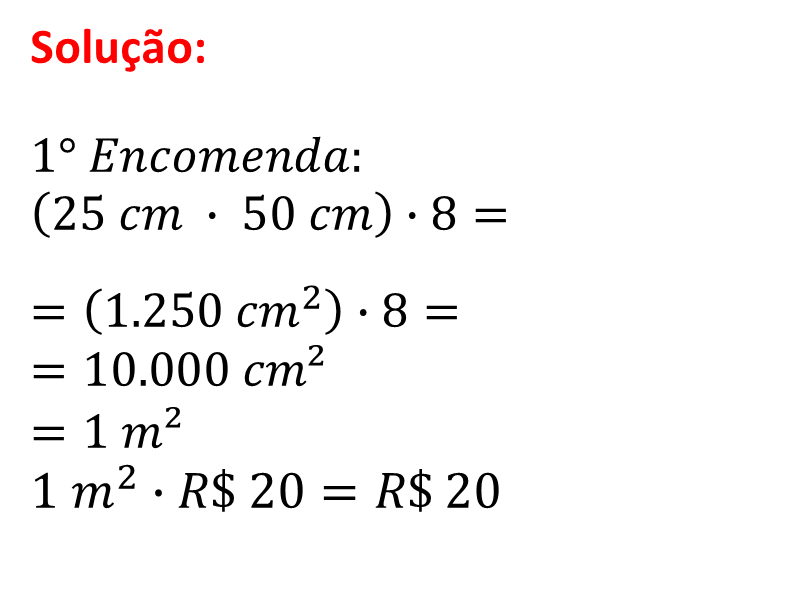 Solução:
1° Encomenda:
(25 cm · 50 cm) · 8 =
= (1.250 cm²) · 8 =
= 10.000 cm²
= 1 m²
1 m² · R$ 20 = R$ 20